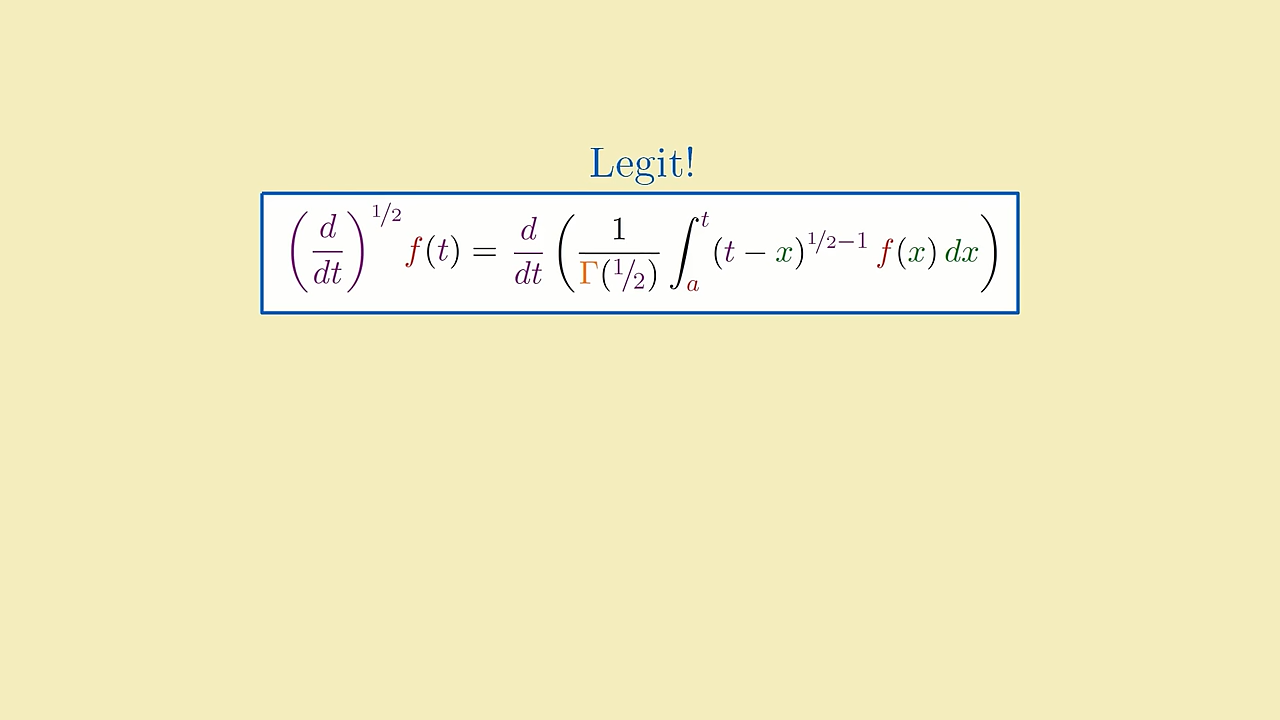 Legit!
(d/dt)^{1/2} f(t) = d/dt (1/Γ(1/2) ∫_a^t (t − x)^{1/2−1} f(x) dx)